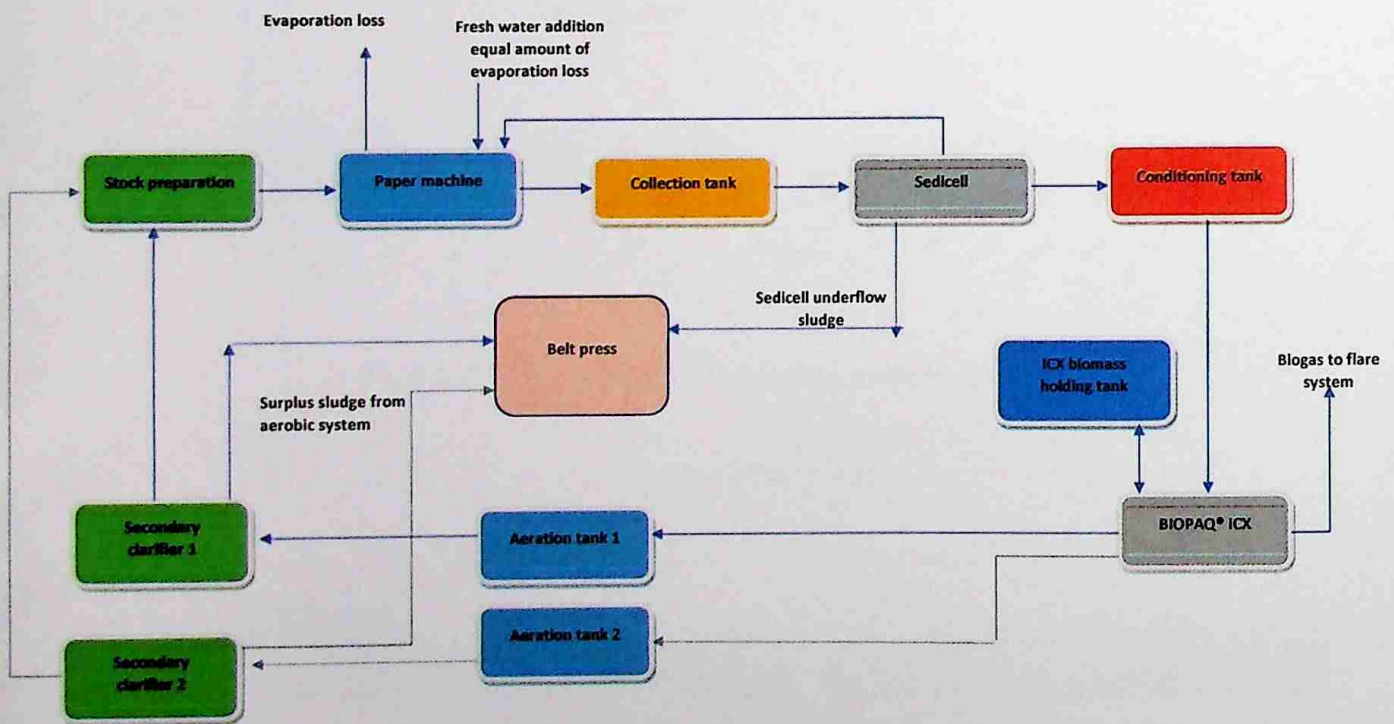 Evaporation loss
Fresh water addition
equal amount of
evaporation loss
Stock preparation
Paper machine
Collection tank
Sedicell
Conditioning tank
Sedicell underflow
sludge
Belt press
ICX biomass
holding tank
Biogas to flare
system
Surplus sludge from
aerobic system
Secondary
clarifier 1
Aeration tank 1
BIOPAQ® ICX
Aeration tank 2
Secondary
clarifier 2